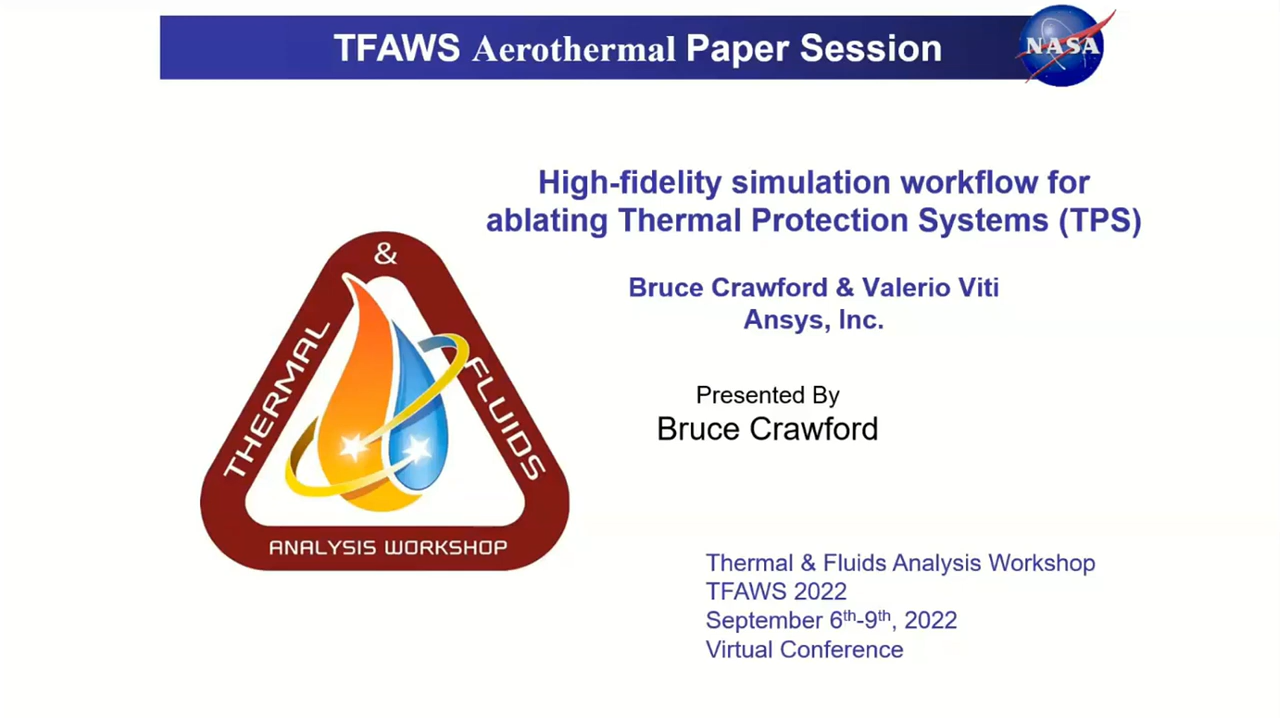 TFAWS Aerothermal Paper Session
NASA
High-fidelity simulation workflow for
ablating Thermal Protection Systems (TPS)
Bruce Crawford & Valerio Viti
Ansys, Inc.
Presented By
Bruce Crawford
&
THERMAL
FLUIDS
ANALYSIS WORKSHOP
Thermal & Fluids Analysis Workshop
TFAWS 2022
September 6th-9th, 2022
Virtual Conference